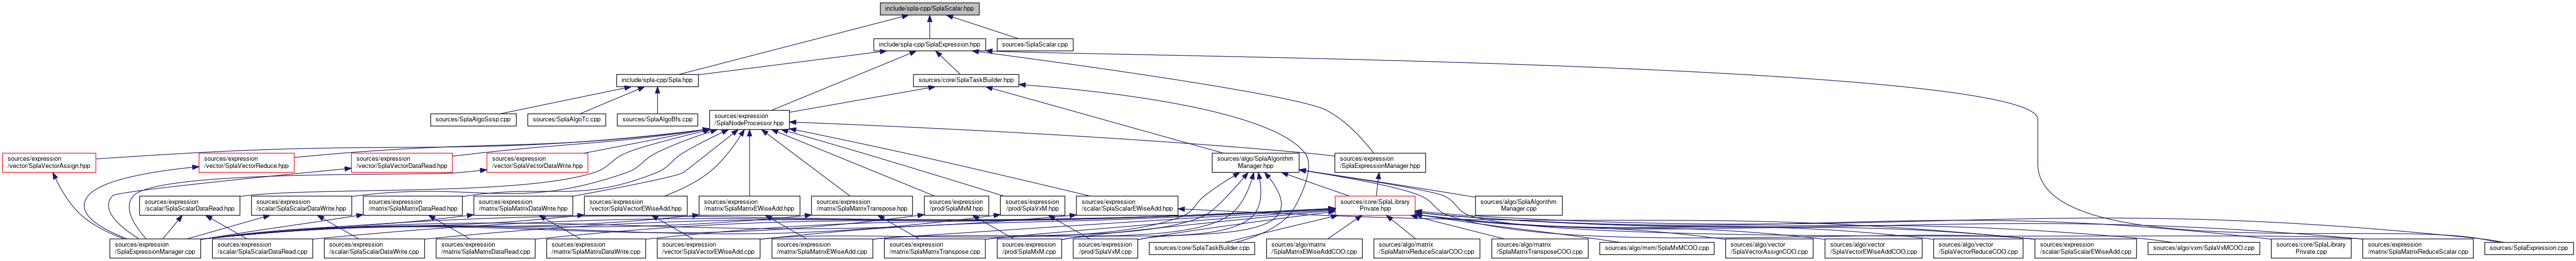 include/spla-cpp/SplaScalar.hpp
include/spla-cpp/SplaExpression.hpp
sources/SplaScalar.cpp
include/spla-cpp/Spla.hpp
sources/core/SplaTaskBuilder.hpp
sources/SplaAlgoSssp.cpp
sources/SplaAlgoTc.cpp
sources/SplaAlgoBfs.cpp
sources/expression
/SplaNodeProcessor.hpp
sources/expression
/vector/SplaVectorAssign.hpp
sources/expression
/vector/SplaVectorReduce.hpp
sources/expression
/vector/SplaVectorDataRead.hpp
sources/expression
/vector/SplaVectorDataWrite.hpp
sources/algo/SplaAlgorithm
Manager.hpp
sources/expression
/SplaExpressionManager.hpp
sources/expression
/scalar/SplaScalarDataRead.hpp
sources/expression
/scalar/SplaScalarDataWrite.hpp
sources/expression
/matrix/SplaMatrixDataRead.hpp
sources/expression
/matrix/SplaMatrixDataWrite.hpp
sources/expression
/vector/SplaVectorEWiseAdd.hpp
sources/expression
/matrix/SplaMatrixEWiseAdd.hpp
sources/expression
/matrix/SplaMatrixTranspose.hpp
sources/expression
/prod/SplaMxM.hpp
sources/expression
/prod/SplaVxM.hpp
sources/expression
/scalar/SplaScalarEWiseAdd.hpp
sources/core/SplaLibrary
Private.hpp
sources/algo/SplaAlgorithm
Manager.cpp
sources/expression
/SplaExpressionManager.cpp
sources/expression
/scalar/SplaScalarDataRead.cpp
sources/expression
/scalar/SplaScalarDataWrite.cpp
sources/expression
/matrix/SplaMatrixDataRead.cpp
sources/expression
/matrix/SplaMatrixDataWrite.cpp
sources/expression
/vector/SplaVectorEWiseAdd.cpp
sources/expression
/matrix/SplaMatrixEWiseAdd.cpp
sources/expression
/matrix/SplaMatrixTranspose.cpp
sources/expression
/prod/SplaMxM.cpp
sources/expression
/prod/SplaVxM.cpp
sources/core/SplaTaskBuilder.cpp
sources/algo/matrix
/SplaMatrixEWiseAddCOO.cpp
sources/algo/matrix
/SplaMatrixReduceScalarCOO.cpp
sources/algo/matrix
/SplaMatrixTransposeCOO.cpp
sources/algo/mxm/SplaMxMCOO.cpp
sources/algo/vector
/SplaVectorAssignCOO.cpp
sources/algo/vector
/SplaVectorEWiseAddCOO.cpp
sources/algo/vector
/SplaVectorReduceCOO.cpp
sources/expression
/scalar/SplaScalarEWiseAdd.cpp
sources/algo/vxm/SplaVxMCOO.cpp
sources/core/SplaLibrary
Private.cpp
sources/expression
/matrix/SplaMatrixReduceScalar.cpp
sources/SplaExpression.cpp